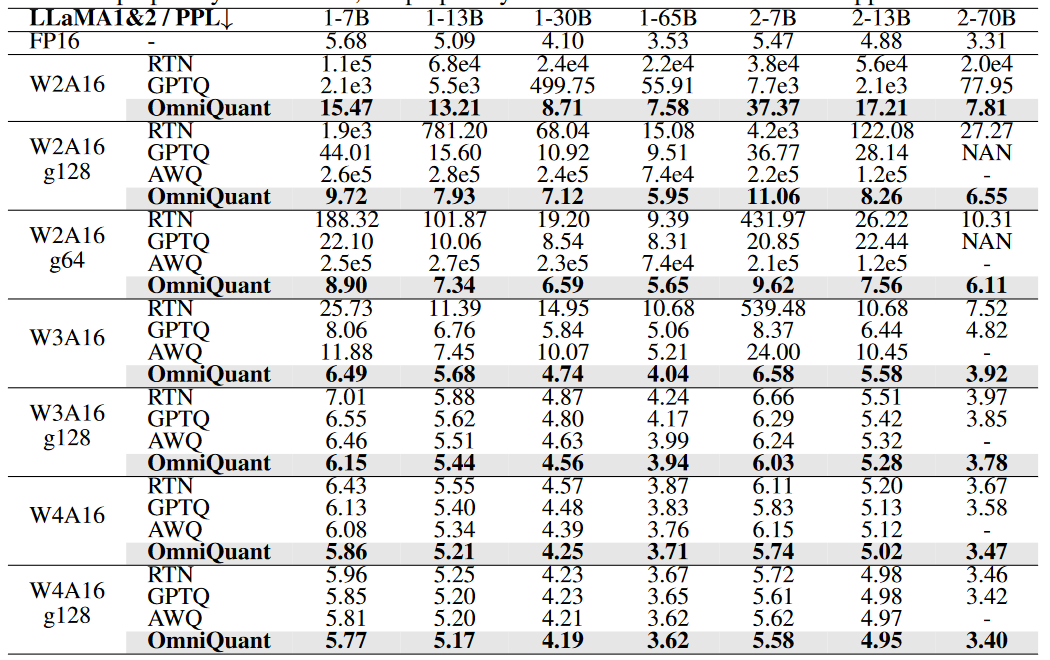 LLaMA1&2 / PPL↓ 1-7B 1-13B 1-30B 1-65B 2-7B 2-13B 2-70B
FP16 - 5.68 5.09 4.10 3.53 5.47 4.88 3.31
W2A16 RTN 1.1e5 6.8e4 2.4e4 2.2e4 3.8e4 5.6e4 2.0e4
GPTQ 2.1e3 5.5e3 499.75 55.91 7.7e3 2.1e3 77.95
OmniQuant 15.47 13.21 8.71 7.58 37.37 17.21 7.81
W2A16 g128 RTN 1.9e3 781.20 68.04 15.08 4.2e3 122.08 27.27
GPTQ 44.01 15.60 10.92 9.51 36.77 28.14 NAN
AWQ 2.6e5 2.8e5 2.4e5 7.4e4 2.2e5 1.2e5 -
OmniQuant 9.72 7.93 7.12 5.95 11.06 8.26 6.55
W2A16 g64 RTN 188.32 101.87 19.20 9.39 431.97 26.22 10.31
GPTQ 22.10 10.06 8.54 8.31 20.85 22.44 NAN
AWQ 2.5e5 2.7e5 2.3e5 7.4e4 2.1e5 1.2e5 -
OmniQuant 8.90 7.34 6.59 5.65 9.62 7.56 6.11
W3A16 RTN 25.73 11.39 14.95 10.68 539.48 10.68 7.52
GPTQ 8.06 6.76 5.84 5.06 8.37 6.44 4.82
AWQ 11.88 7.45 10.07 5.21 24.00 10.45 -
OmniQuant 6.49 5.68 4.74 4.04 6.58 5.58 3.92
W3A16 g128 RTN 7.01 5.88 4.87 4.24 6.66 5.51 3.97
GPTQ 6.55 5.62 4.80 4.17 6.29 5.42 3.85
AWQ 6.46 5.51 4.63 3.99 6.24 5.32 -
OmniQuant 6.15 5.44 4.56 3.94 6.03 5.28 3.78
W4A16 RTN 6.43 5.55 4.57 3.87 6.11 5.20 3.67
GPTQ 6.13 5.40 4.48 3.83 5.83 5.13 3.58
AWQ 6.08 5.34 4.39 3.76 6.15 5.12 -
OmniQuant 5.86 5.21 4.25 3.71 5.74 5.02 3.47
W4A16 g128 RTN 5.96 5.25 4.23 3.67 5.72 4.98 3.46
GPTQ 5.85 5.20 4.23 3.65 5.61 4.98 3.42
AWQ 5.81 5.20 4.21 3.62 5.62 4.97 -
OmniQuant 5.77 5.17 4.19 3.62 5.58 4.95 3.40